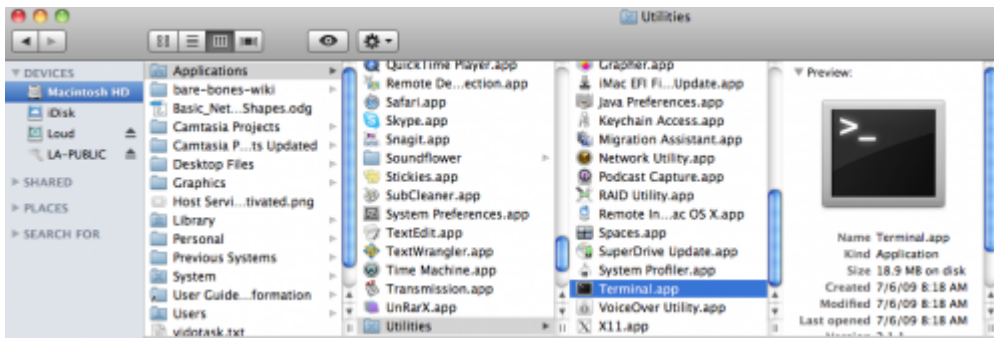 Utilities
DEVICES
Macintosh HD
iDisk
Loud
LA-PUBLIC
SHARED
PLACES
SEARCH FOR
Applications
bare-bones-wiki
Basic_Net...Shapes.odg
Camtasia Projects
Camtasia P...ts Updated
Desktop Files
Graphics
Host Servi...tivated.png
Library
Personal
Previous Systems
System
User Guide...formation
Users
vidotask.txt
QuickTime Player.app
Remote De...ection.app
Safari.app
Skype.app
Snagit.app
Soundflower
Stickies.app
SubCleaner.app
System Preferences.app
TextEdit.app
TextWrangler.app
Time Machine.app
Transmission.app
UnRarX.app
Utilities
Grapher.app
iMac EFI Fi...Update.app
Java Preferences.app
Keychain Access.app
Migration Assistant.app
Network Utility.app
Podcast Capture.app
RAID Utility.app
Remote In...ac OS X.app
Spaces.app
SuperDrive Update.app
System Profiler.app
Terminal.app
VoiceOver Utility.app
X11.app
Preview:
>_
Name Terminal.app
Kind Application
Size 18.9 MB on disk
Created 7/6/09 8:18 AM
Modified 7/6/09 8:18 AM
Last opened 7/6/09 8:18 AM